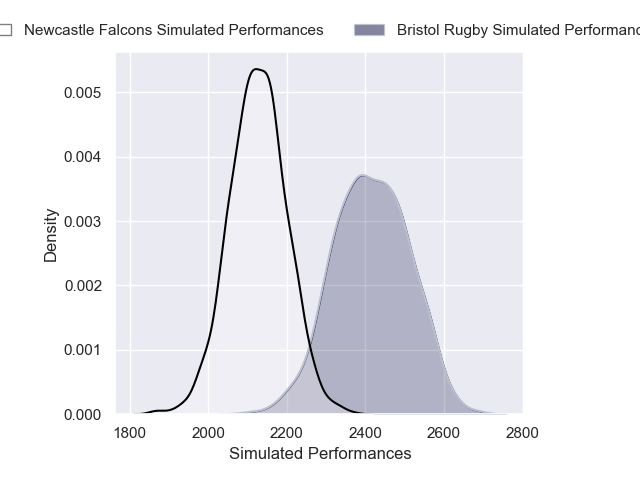 Newcastle Falcons Simulated Performances
Bristol Rugby Simulated
0.005
0.004
0.003
0.002
0.001
0.000
Density
1800 2000 2200 2400 2600 2800
Simulated Performances